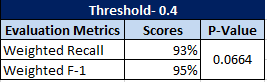 Threshold- 0.4
Evaluation Metrics Scores P-Value
Weighted Recall 93% 0.0664
Weighted F-1 95%